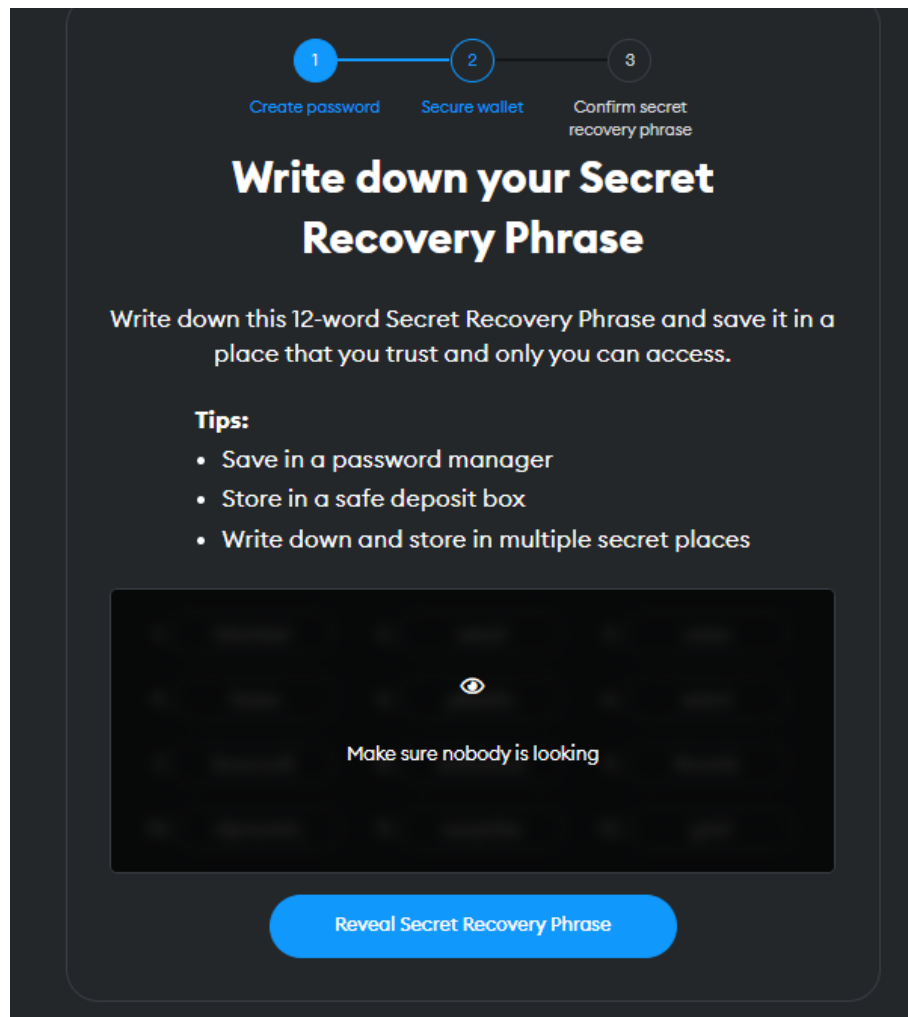 1
2
3
Create password
Secure wallet
Confirm secret
recovery phrase
Write down your Secret
Recovery Phrase
Write down this 12-word Secret Recovery Phrase and save it in a
place that you trust and only you can access.
Tips:
• Save in a password manager
• Store in a safe deposit box
• Write down and store in multiple secret places
Make sure nobody is looking
Reveal Secret Recovery Phrase